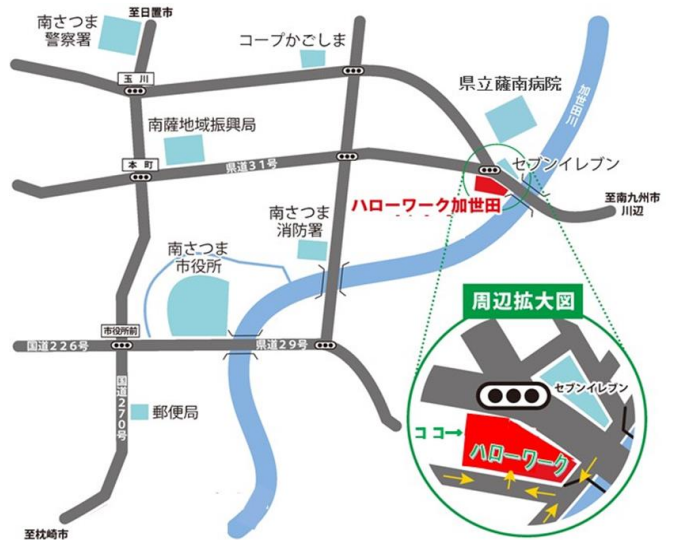 至日置市
南さつま
警察署
コープかごしま
玉川
県立薩南病院
加世田川
南薩地域振興局
本町
県道31号
セブンイレブン
ハローワーク加世田
至南九州市
川辺
南さつま
消防署
南さつま
市役所
周辺拡大図
市役所前
国道226号
県道29号
セブンイレブン
国道270号
郵便局
ココ→
ハローワーク
至枕崎市